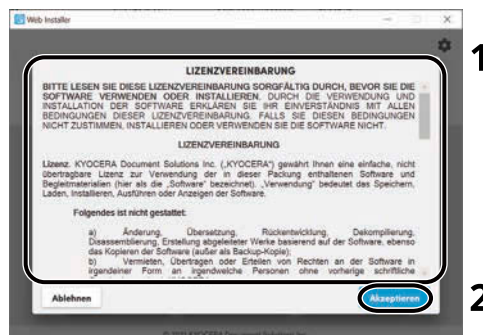 Web Installer
LIZENZVEREINBARUNG
BITTE LESEN SIE DIESE LIZENZVEREINBARUNG SORGFÄLTIG DURCH, BEVOR SIE DIE
SOFTWARE VERWENDEN ODER INSTALLIEREN. DURCH DIE VERWENDUNG UND
INSTALLATION DER SOFTWARE ERKLÄREN SIE IHR EINVERSTÄNDNIS MIT ALLEN
BEDINGUNGEN DIESER LIZENZVEREINBARUNG. FALLS SIE DIESEN BEDINGUNGEN
NICHT ZUSTIMMEN, INSTALLIEREN ODER VERWENDEN SIE DIE SOFTWARE NICHT.
LIZENZVEREINBARUNG
Lizenz. KYOCERA Document Solutions Inc. („KYOCERA“) gewährt Ihnen eine einfache, nicht
übertragbare Lizenz zur Verwendung der in dieser Packung enthaltenen Software und
Begleitmaterialien (hier als die „Software“ bezeichnet). „Verwendung“ bedeutet das Speichern,
Laden, Installieren, Ausführen oder Anzeigen der Software.
Folgendes ist nicht gestattet:
a) Änderung, Übersetzung, Rückentwicklung, Dekompilierung,
Disassemblierung, Erstellung abgeleiteter Werke basierend auf der Software, ebenso
das Kopieren der Software (außer als Backup-Kopie);
b) Vermieten, Übertragen oder Erteilen von Rechten an der Software in
irgendeiner Form an irgendwelche Personen ohne vorherige schriftliche
Ablehnen
Akzeptieren
1
2